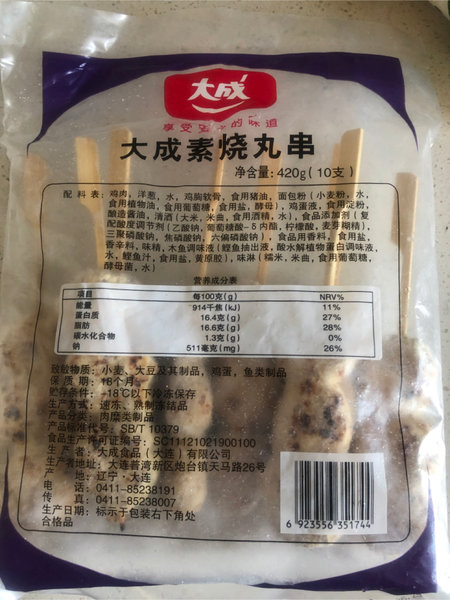 大成
享受 的味道
大成素烧丸串
净含量: 420g(10支)
配料表: 鸡肉, 洋葱, 水, 鸡胸软骨, 食用猪油, 面包粉(小麦粉, 水,
食用植物油, 食用葡萄糖, 食用盐, 酵母), 鸡蛋液, 食用淀粉,
酿造酱油, 清酒(大米, 米曲, 食用酒精, 水), 食品添加剂(复
配酸度调节剂(乙酸钠, 葡萄糖酸-δ内酯, 柠檬酸, 麦芽糊精),
三聚磷酸钠, 焦磷酸钠, 六偏磷酸钠), 食品用香料, 食用盐,
香辛料, 味精, 木鱼调味液(鲣鱼抽出液, 酸水解植物蛋白调味液,
水, 鲣鱼汁, 食用盐, 黄原胶), 味淋(糯米, 米曲, 食用葡萄糖,
酵母菌, 水)
营养成分表
项目 每100克(g) NRV%
能量 914千焦(kJ) 11%
蛋白质 16.4克(g) 27%
脂肪 16.6克(g) 28%
碳水化合物 1.3克(g) 0%
钠 511毫克(mg) 26%
致敏物质: 小麦、大豆及其制品, 鸡蛋, 鱼类制品
保质期: 18个月
贮存条件: -18℃以下冷冻保存
生产方式: 速冻、熟制冻结品
产品类别: 肉糜类制品
产品标准代号: SB/T 10379
食品生产许可证编号: SC11121021900100
生产者: 大成食品(大连)有限公司
生产者地址: 大连普湾新区炮台镇天马路26号
产地: 辽宁·大连
电话: 0411-85238191
传真: 0411-85238007
生产日期: 标示于包装右下角处
合格品
6 923556 351744